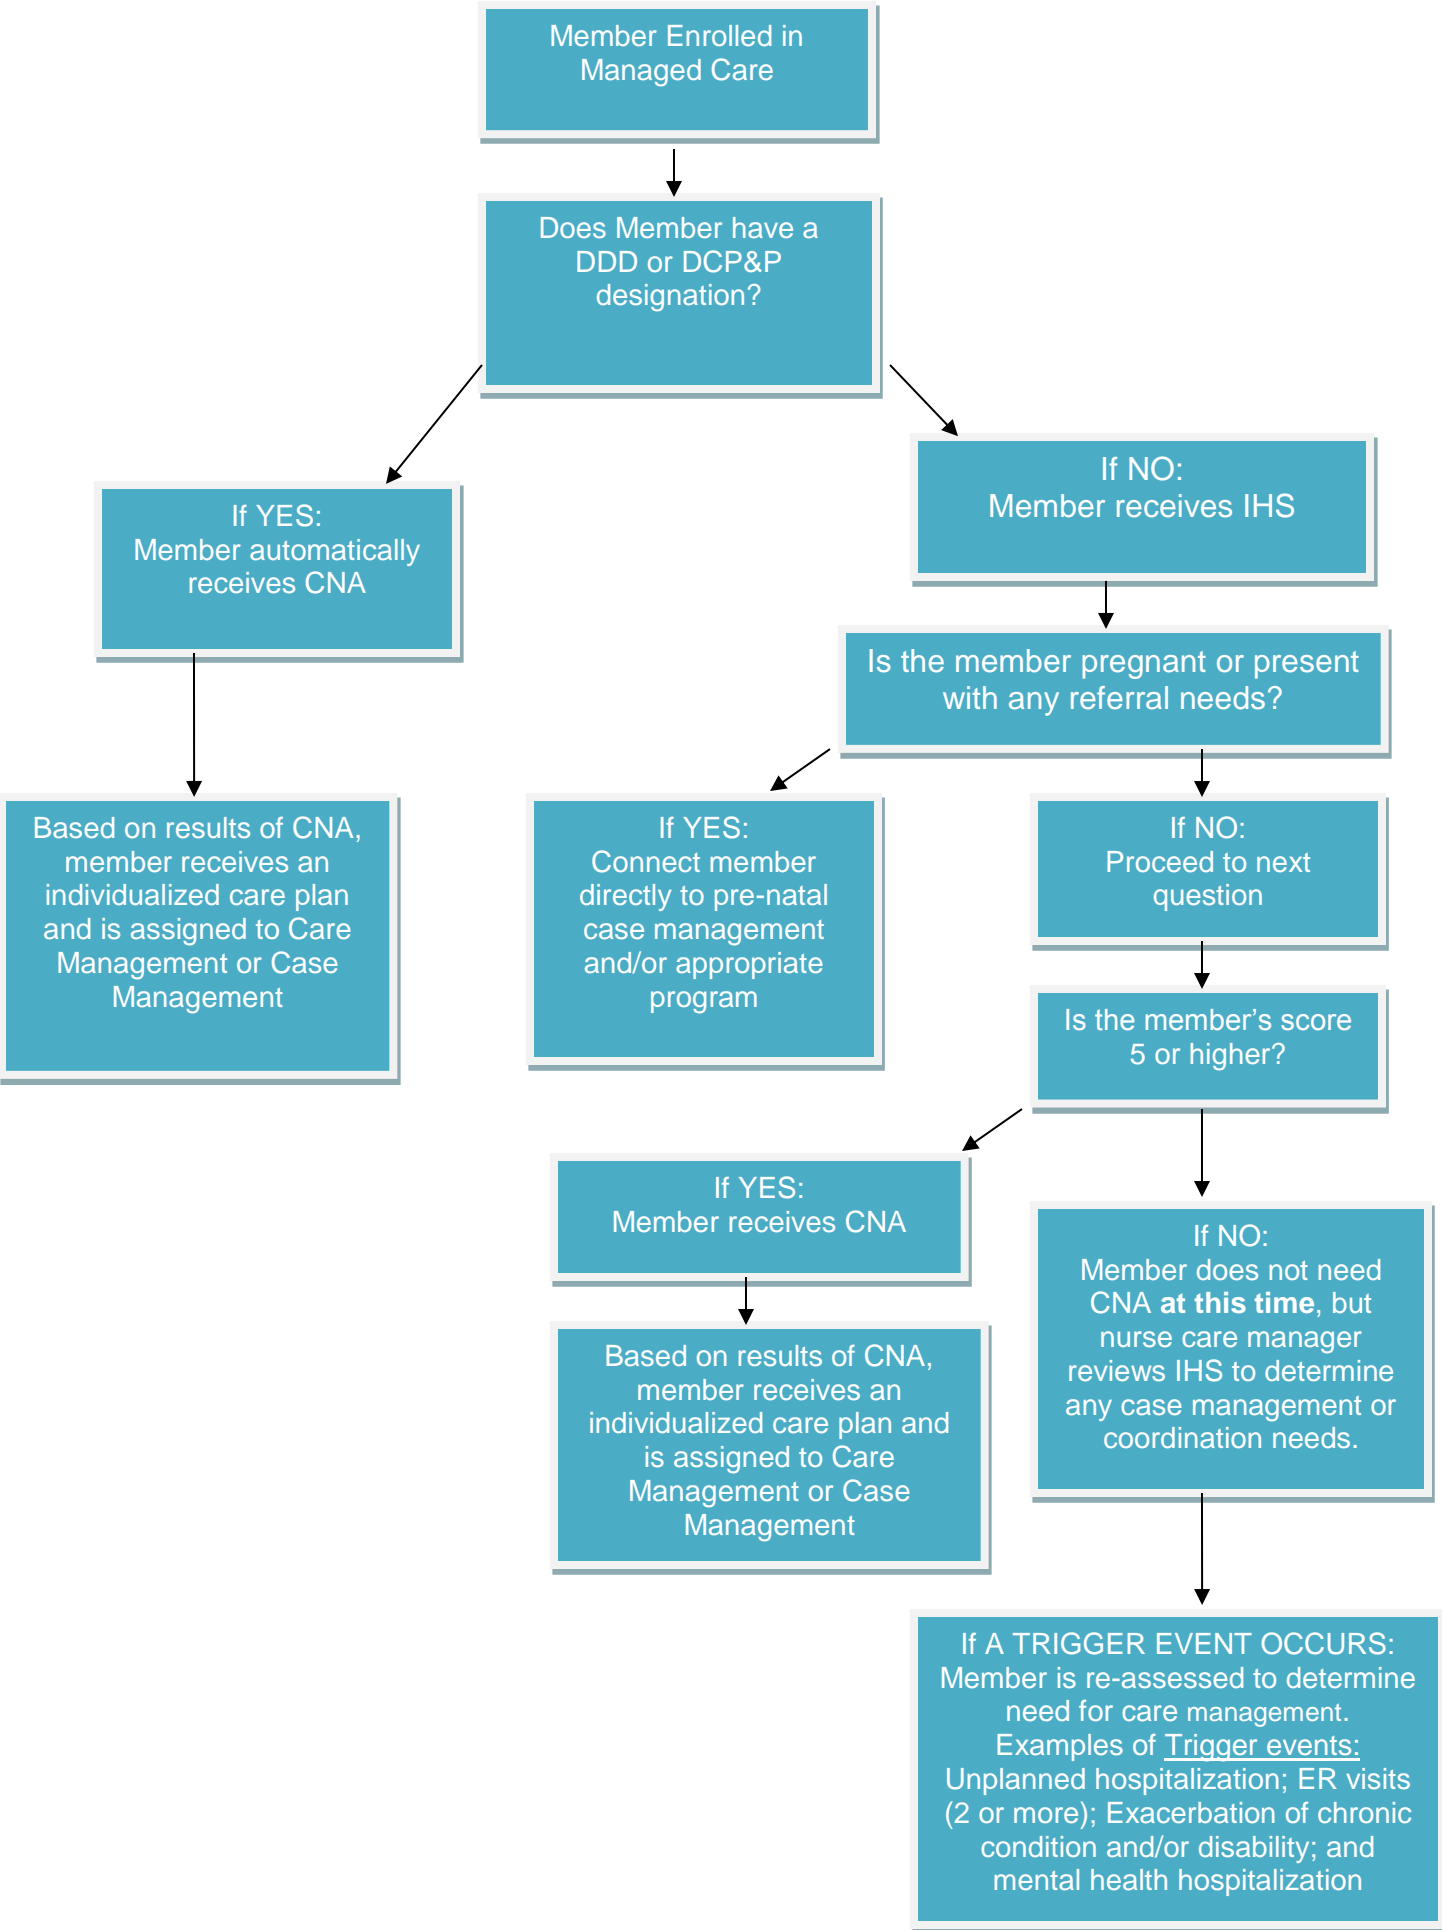 Member Enrolled in
Managed Care
Does Member have a
DDD or DCP&P
designation?
If YES:
Member automatically
receives CNA
If NO:
Member receives IHS
Is the member pregnant or present
with any referral needs?
Based on results of CNA,
member receives an
individualized care plan
and is assigned to Care
Management or Case
Management
If YES:
Connect member
directly to pre-natal
case management
and/or appropriate
program
If NO:
Proceed to next
question
Is the member’s score
5 or higher?
If YES:
Member receives CNA
Based on results of CNA,
member receives an
individualized care plan and
is assigned to Care
Management or Case
Management
If NO:
Member does not need
CNA at this time, but
nurse care manager
reviews IHS to determine
any case management or
coordination needs.
If A TRIGGER EVENT OCCURS:
Member is re-assessed to determine
need for care management.
Examples of Trigger events:
Unplanned hospitalization; ER visits
(2 or more); Exacerbation of chronic
condition and/or disability; and
mental health hospitalization